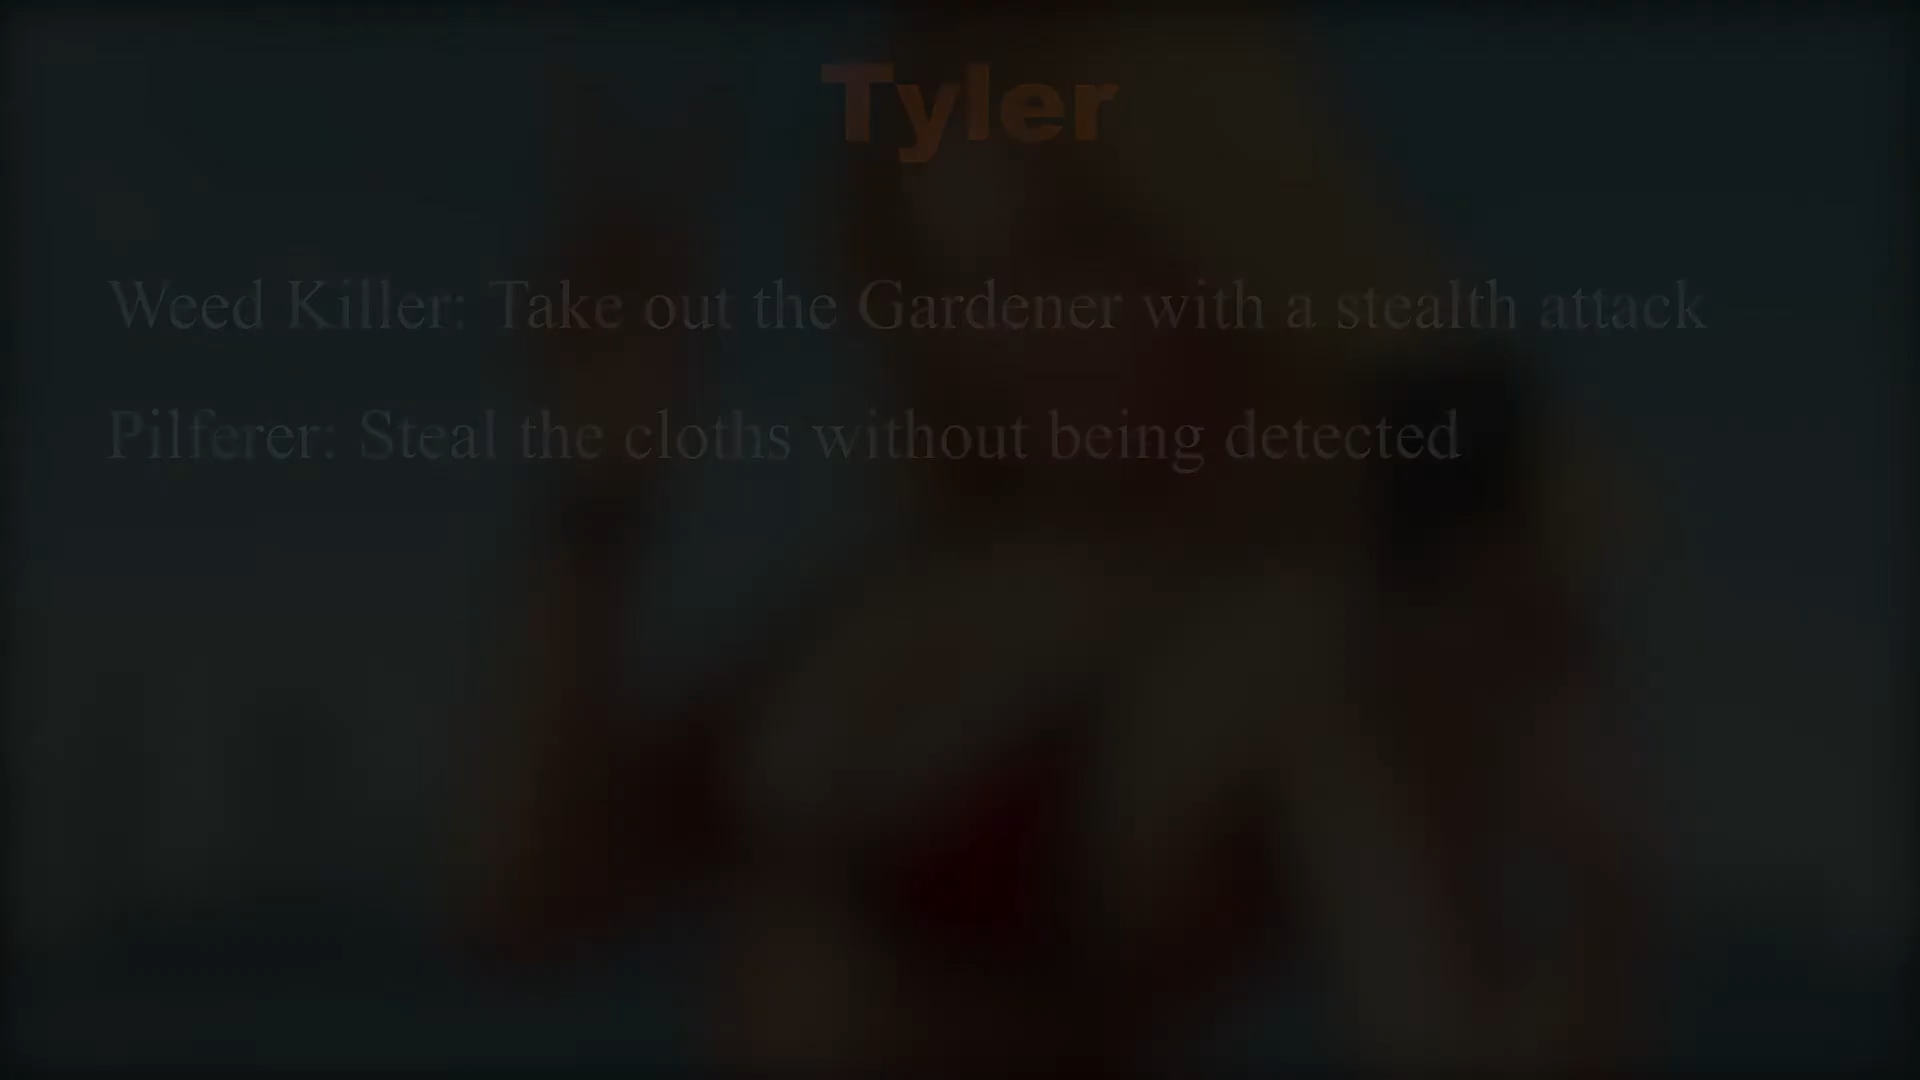 Tyler
Weed Killer: Take out the Gardener with a stealth attack
Pilferer: Steal the cloths without being detected